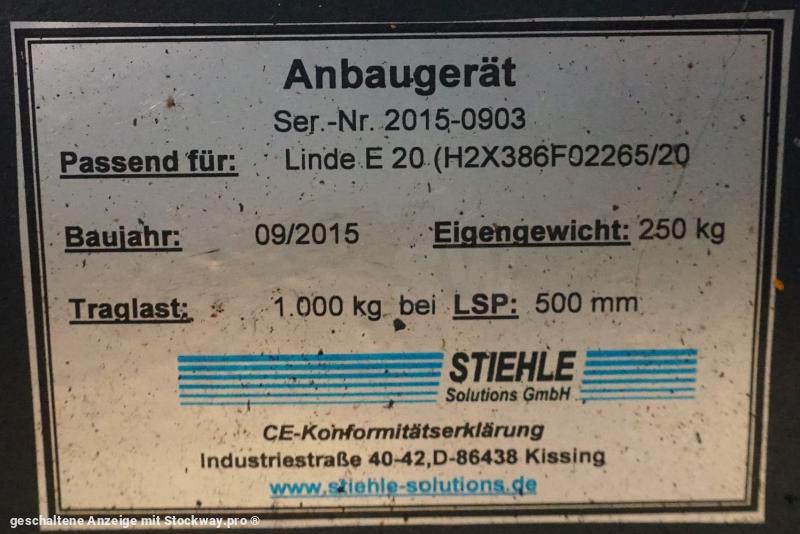 Anbaugerät
Ser.-Nr. 2015-0903
Passend für: Linde E 20 (H2X386F02265/20
Baujahr: 09/2015 Eigengewicht: 250 kg
Traglast: 1.000 kg bei LSP: 500 mm
STIEHLE
Solutions GmbH
CE-Konformitätserklärung
Industriestraße 40-42,D-86438 Kissing
www.stiehle-solutions.de
geschaltene Anzeige mit Stockway.pro ®